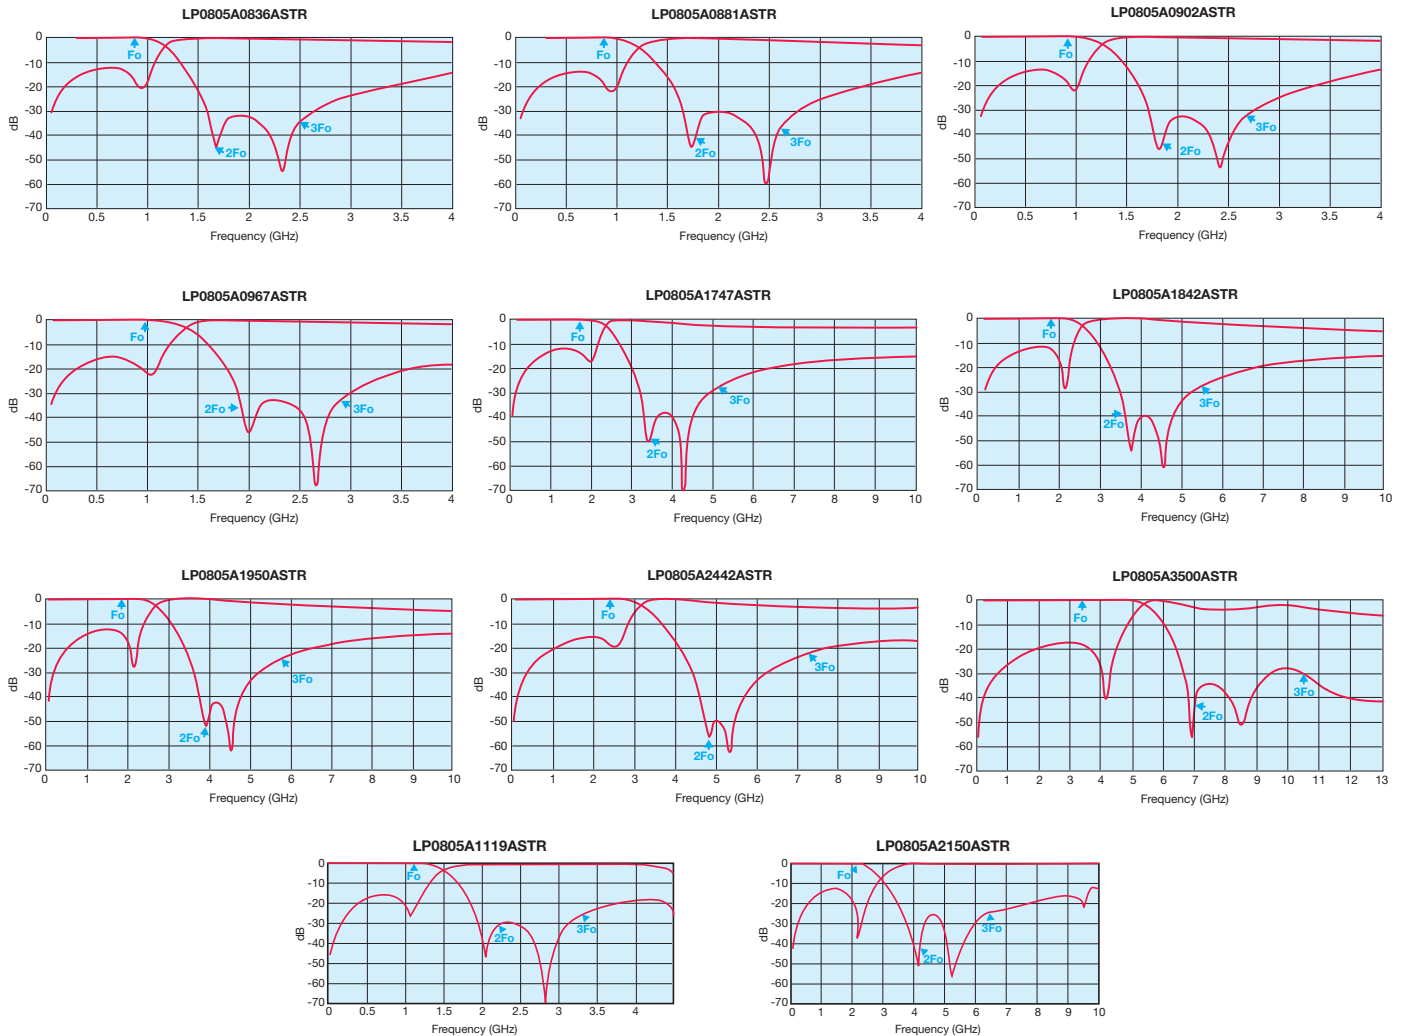 LP0805A0836ASTR
0
-10
-20
-30
-40
-50
-60
-70
dB
Fo
2Fo
3Fo
0 0.5 1 1.5 2 2.5 3 3.5 4
Frequency (GHz)
LP0805A0881ASTR
0
-10
-20
-30
-40
-50
-60
-70
dB
Fo
2Fo
3Fo
0 0.5 1 1.5 2 2.5 3 3.5 4
Frequency (GHz)
LP0805A0902ASTR
0
-10
-20
-30
-40
-50
-60
-70
dB
Fo
2Fo
3Fo
0 0.5 1 1.5 2 2.5 3 3.5 4
Frequency (GHz)
LP0805A0967ASTR
0
-10
-20
-30
-40
-50
-60
-70
dB
Fo
2Fo
3Fo
0 0.5 1 1.5 2 2.5 3 3.5 4
Frequency (GHz)
LP0805A1747ASTR
0
-10
-20
-30
-40
-50
-60
-70
dB
Fo
2Fo
3Fo
0 1 2 3 4 5 6 7 8 9 10
Frequency (GHz)
LP0805A1842ASTR
0
-10
-20
-30
-40
-50
-60
-70
dB
Fo
2Fo
3Fo
0 1 2 3 4 5 6 7 8 9 10
Frequency (GHz)
LP0805A1950ASTR
0
-10
-20
-30
-40
-50
-60
-70
dB
Fo
2Fo
3Fo
0 1 2 3 4 5 6 7 8 9 10
Frequency (GHz)
LP0805A2442ASTR
0
-10
-20
-30
-40
-50
-60
-70
dB
Fo
2Fo
3Fo
0 1 2 3 4 5 6 7 8 9 10
Frequency (GHz)
LP0805A3500ASTR
0
-10
-20
-30
-40
-50
-60
-70
dB
Fo
2Fo
3Fo
0 1 2 3 4 5 6 7 8 9 10 11 12 13
Frequency (GHz)
LP0805A1119ASTR
0
-10
-20
-30
-40
-50
-60
-70
dB
Fo
2Fo
3Fo
0 0.5 1 1.5 2 2.5 3 3.5 4
Frequency (GHz)
LP0805A2150ASTR
0
-10
-20
-30
-40
-50
-60
-70
dB
Fo
2Fo
3Fo
0 1 2 3 4 5 6 7 8 9 10
Frequency (GHz)